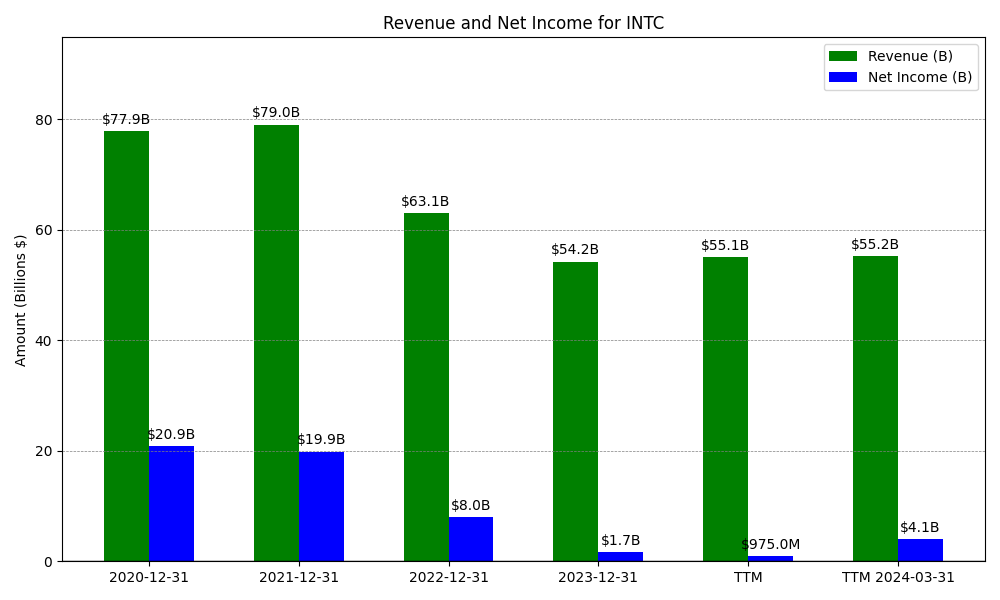 Revenue and Net Income for INTC
Revenue (B)
Net Income (B)
Amount (Billions $)
80
60
40
20
0
$77.9B
$79.0B
$63.1B
$54.2B
$55.1B
$55.2B
$20.9B
$19.9B
$8.0B
$1.7B
$975.0M
$4.1B
2020-12-31
2021-12-31
2022-12-31
2023-12-31
TTM
TTM 2024-03-31